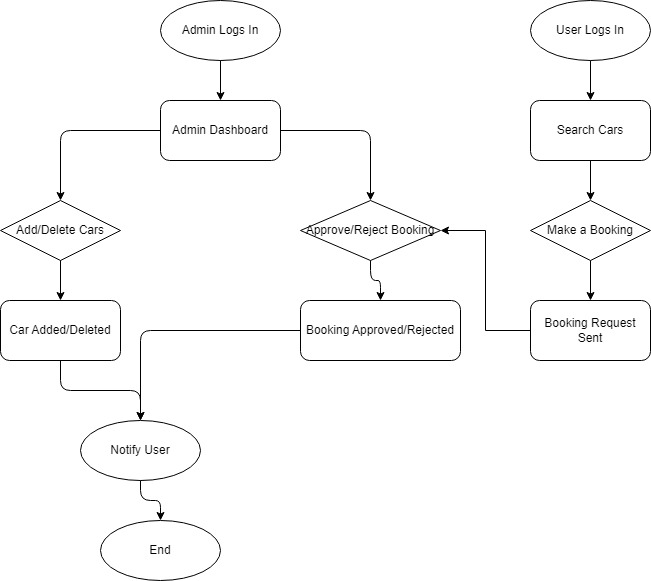 Admin Logs In
User Logs In
Admin Dashboard
Search Cars
Add/Delete Cars
Approve/Reject Booking
Make a Booking
Car Added/Deleted
Booking Approved/Rejected
Booking Request
Sent
Notify User
End